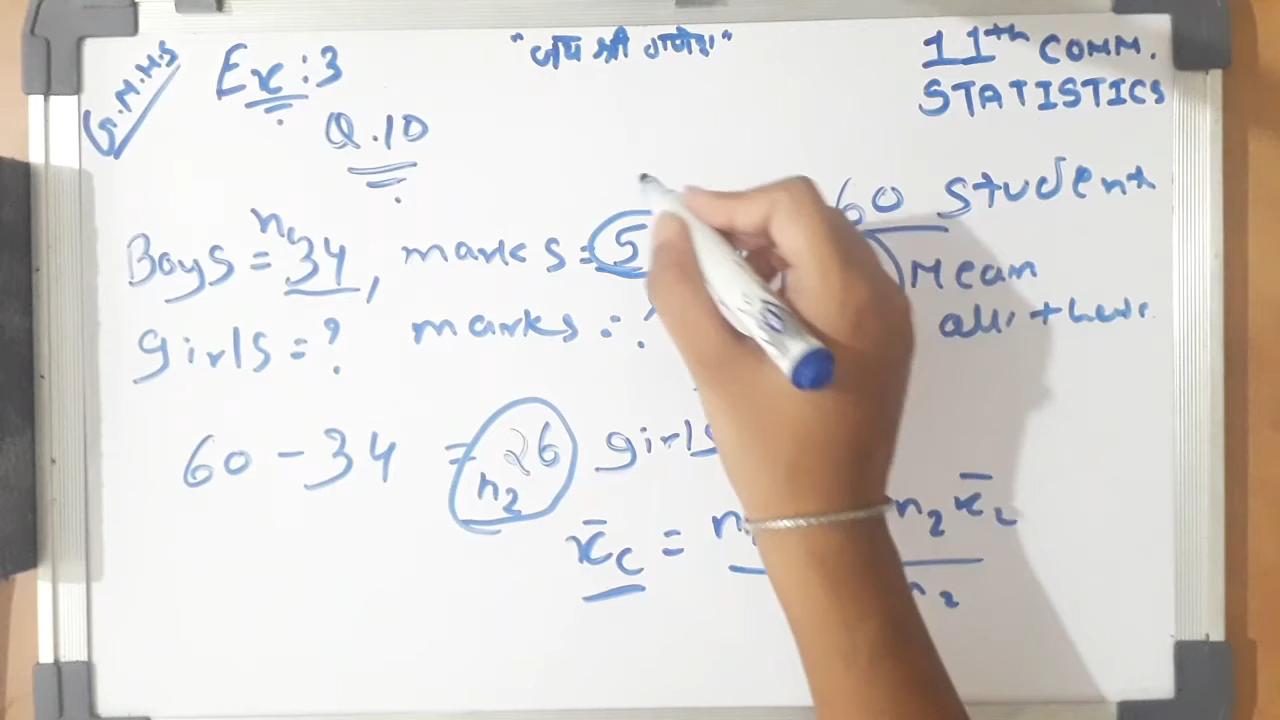 G.N.H.S
Ex:3
Q.10
"जय श्री गणेश"
11th COMM.
STATISTICS
60 Student
Mean
n₁
Boys = 34, marks = 5
girls = ? marks = ?
60 - 34 = 26 girls
n₂
x̄c = n n₂ x̄₂